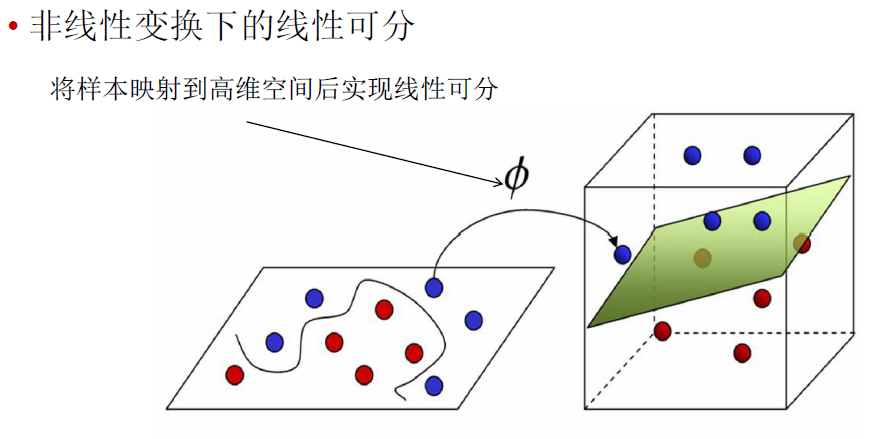 • 非线性变换下的线性可分
将样本映射到高维空间后实现线性可分
ϕ